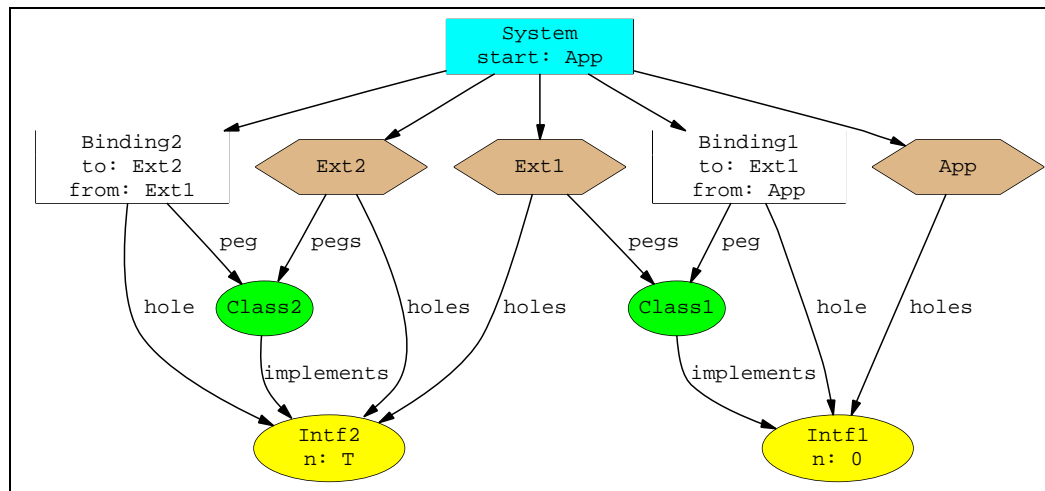 System
start: App
Binding2
to: Ext2
from: Ext1
Ext2
Ext1
Binding1
to: Ext1
from: App
App
peg
pegs
pegs
peg
hole
Class2
holes
holes
Class1
hole
holes
implements
implements
Intf2
n: T
Intf1
n: 0